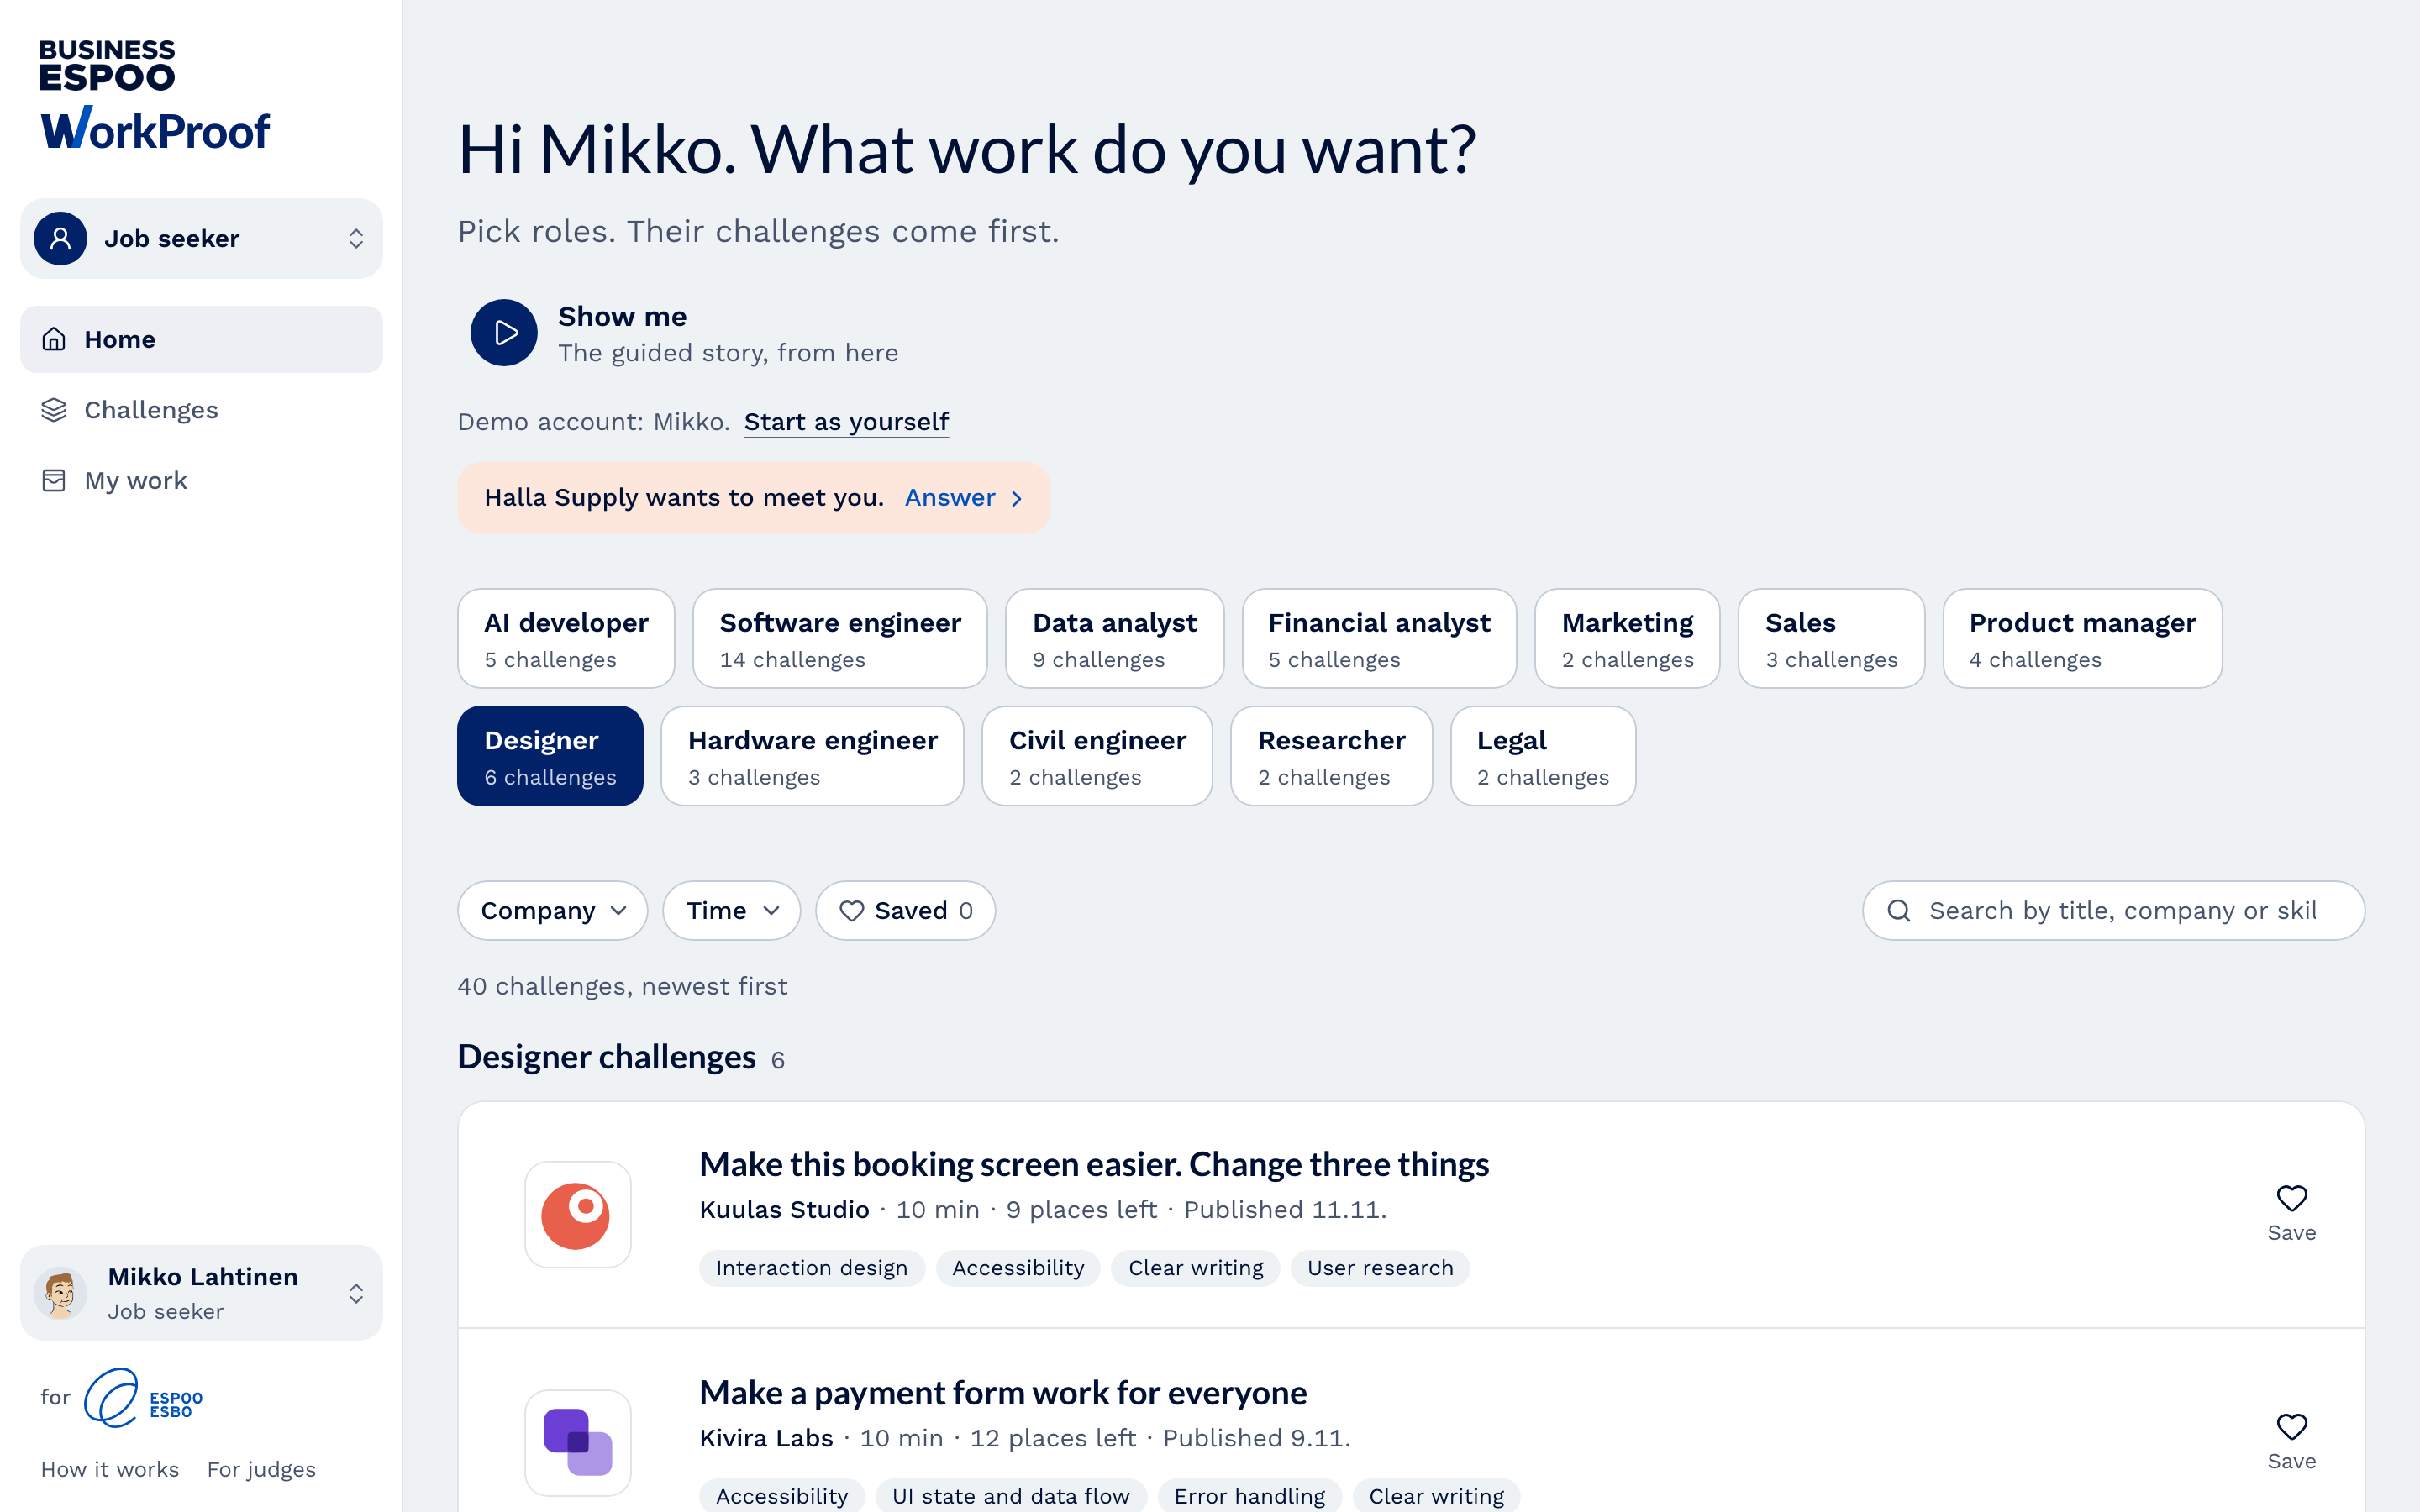 BUSINESS
ESPOO
WorkProof
Job seeker
Home
Challenges
My work
Mikko Lahtinen
Job seeker
for ESPOO
ESBO
How it works For judges
Hi Mikko. What work do you want?
Pick roles. Their challenges come first.
Show me
The guided story, from here
Demo account: Mikko. Start as yourself
Halla Supply wants to meet you. Answer
AI developer
5 challenges
Software engineer
14 challenges
Data analyst
9 challenges
Financial analyst
5 challenges
Marketing
2 challenges
Sales
3 challenges
Product manager
4 challenges
Designer
6 challenges
Hardware engineer
3 challenges
Civil engineer
2 challenges
Researcher
2 challenges
Legal
2 challenges
Company Time Saved 0 Search by title, company or skil
40 challenges, newest first
Designer challenges 6
Make this booking screen easier. Change three things
Kuulas Studio · 10 min · 9 places left · Published 11.11.
Interaction design Accessibility Clear writing User research
Save
Make a payment form work for everyone
Kivira Labs · 10 min · 12 places left · Published 9.11.
Accessibility UI state and data flow Error handling Clear writing
Save